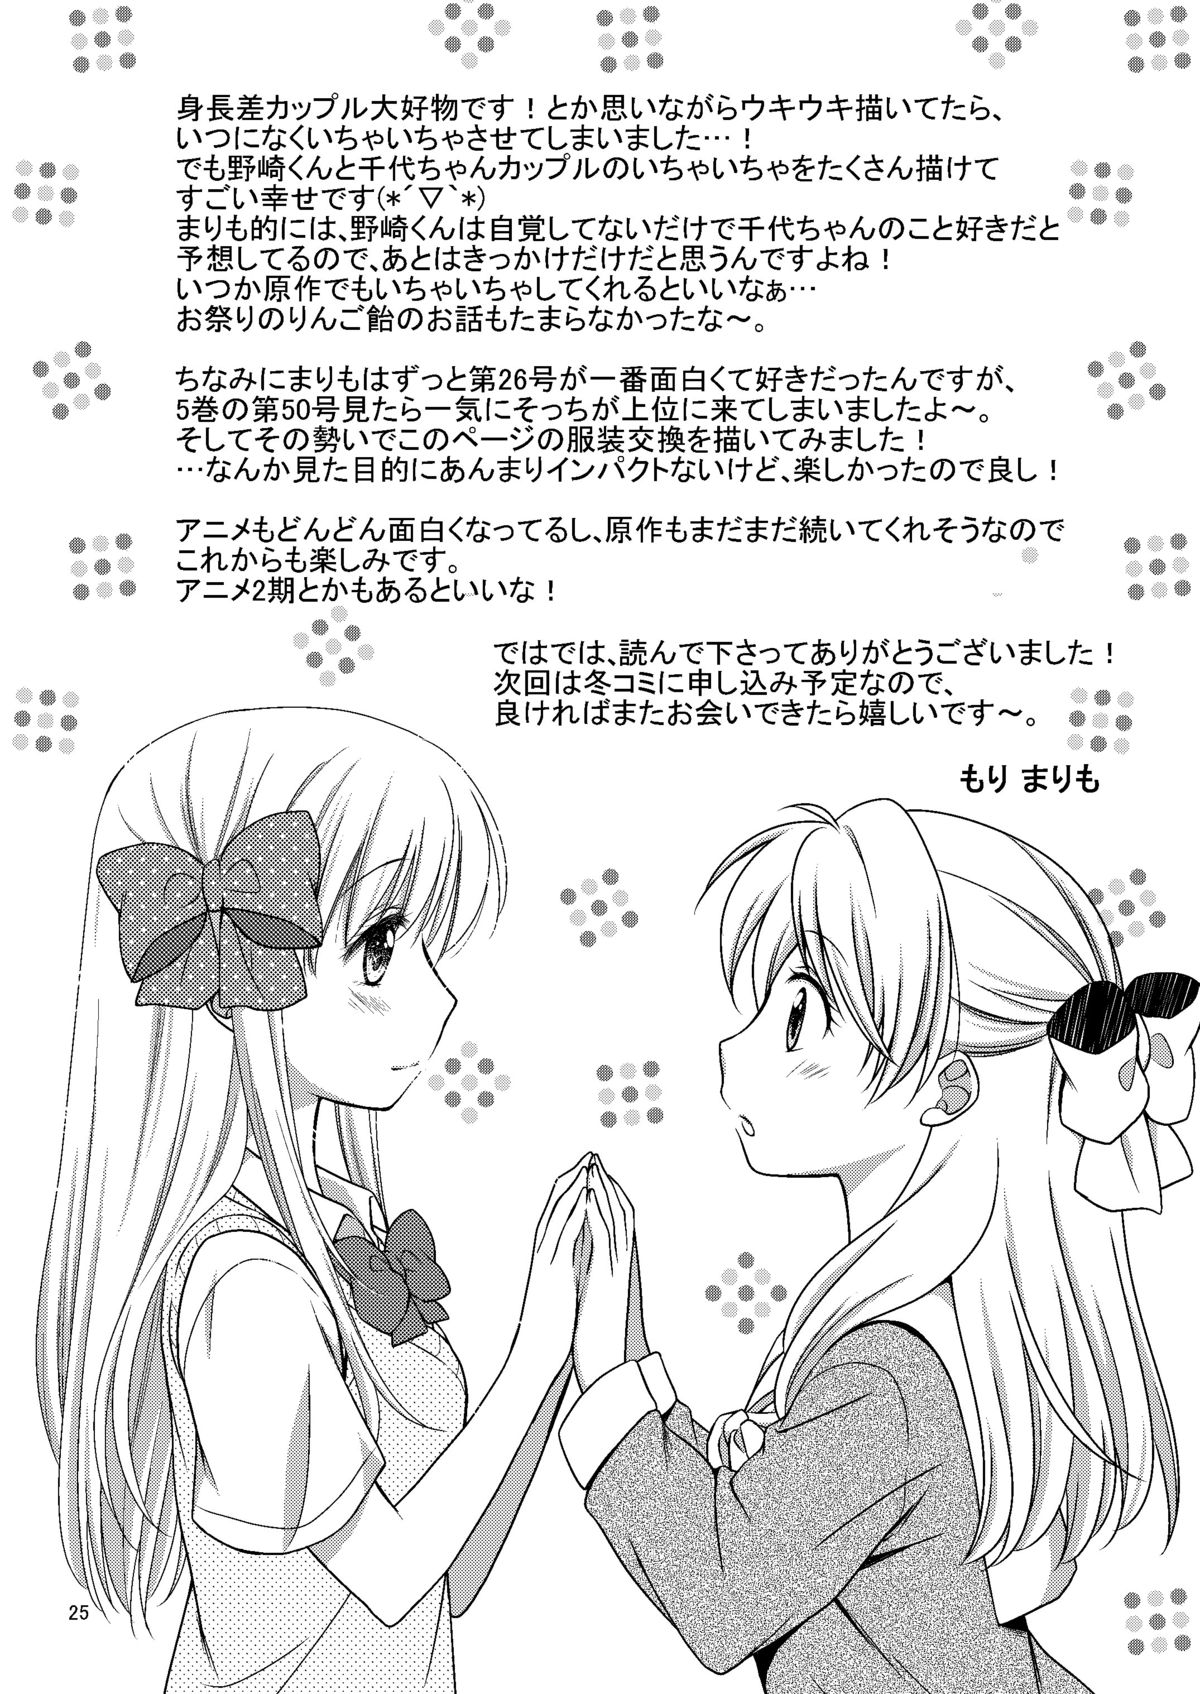 身長差カップル大好物です！とか思いながらウキウキ描いてたら、
いつになくいちゃいちゃさせてしまいました…！
でも野崎くんと千代ちゃんカップルのいちゃいちゃをたくさん描けて
すごい幸せです(*´▽`*)
まりも的には、野崎くんは自覚してないだけで千代ちゃんのこと好きだと
予想してるので、あとはきっかけだけだと思うんですよね！
いつか原作でもいちゃいちゃしてくれるといいなぁ…
お祭りのりんご飴のお話もたまらなかったな～。
ちなみにまりもはずっと第26号が一番面白くて好きだったんですが、
5巻の第50号見たら一気にそっちが上位に来てしまいましたよ～。
そしてその勢いでこのページの服装交換を描いてみました！
…なんか見た目的にあんまりインパクトないけど、楽しかったので良し！
アニメもどんどん面白くなってるし、原作もまだまだ続いてくれそうなので
これからも楽しみです。
アニメ2期とかもあるといいな！
ではでは、読んで下さってありがとうございました！
次回は冬コミに申し込み予定なので、
良ければまたお会いできたら嬉しいです～。
もり まりも
25